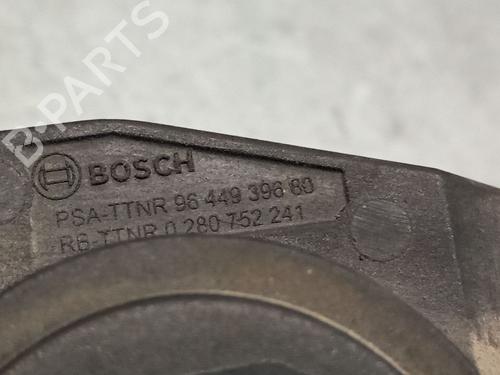 B-PARTS
BOSCH
PSA-TTNR 96 449 396 80
RB-TTNR 0 280 752 241